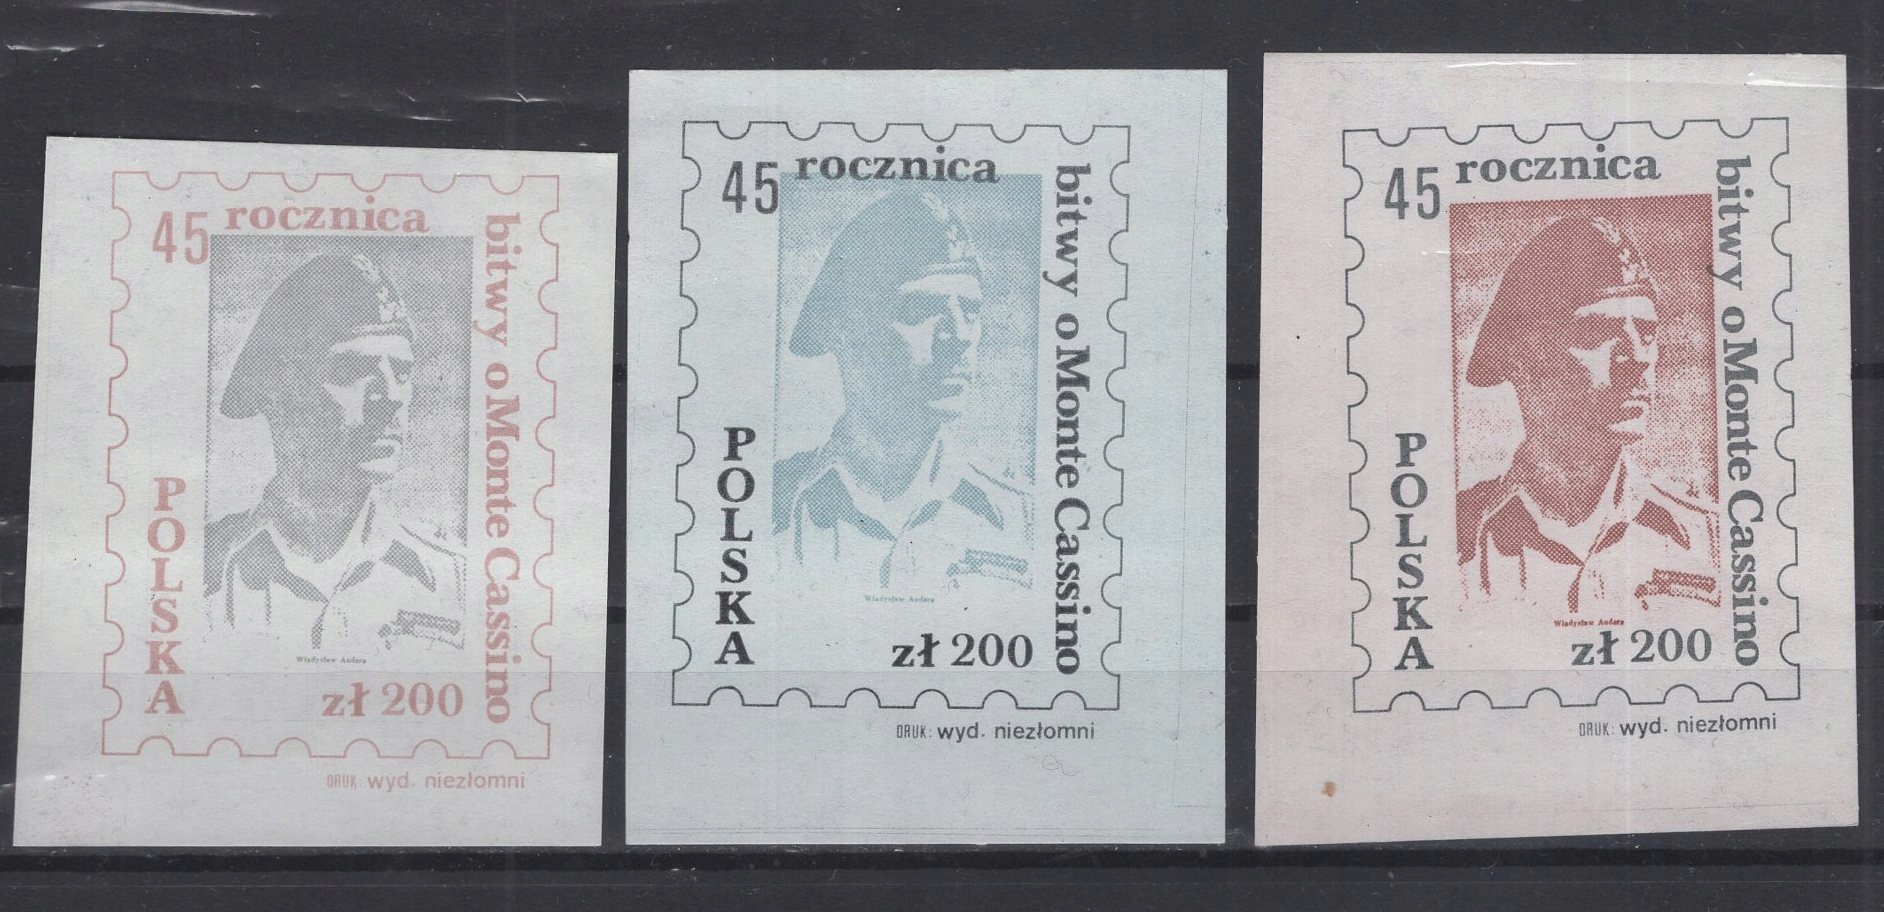 45 rocznica
bitwy o Monte Cassino
POLSKA
Władysław Anders
zł 200
DRUK: wyd. niezłomni
45 rocznica
bitwy o Monte Cassino
POLSKA
Władysław Anders
zł 200
DRUK: wyd. niezłomni
45 rocznica
bitwy o Monte Cassino
POLSKA
Władysław Anders
zł 200
DRUK: wyd. niezłomni